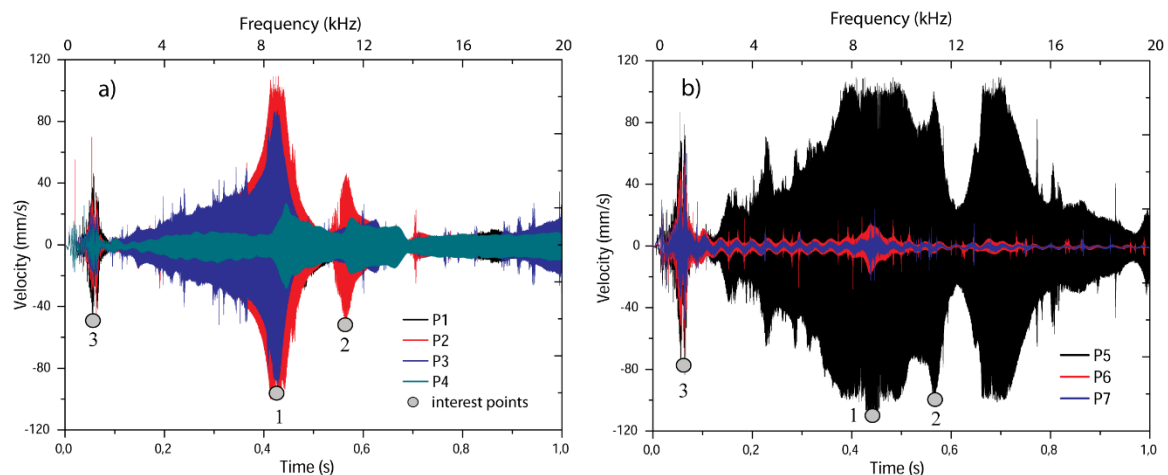 Frequency (kHz)
0 4 8 12 16 20
120
80
40
0
-40
-80
-120
Velocity (mm/s)
a)
3
1
2
P1
P2
P3
P4
interest points
0,0 0,2 0,4 0,6 0,8 1,0
Time (s)
Frequency (kHz)
0 4 8 12 16 20
120
80
40
0
-40
-80
-120
Velocity (mm/s)
b)
3
1
2
P5
P6
P7
0,0 0,2 0,4 0,6 0,8 1,0
Time (s)